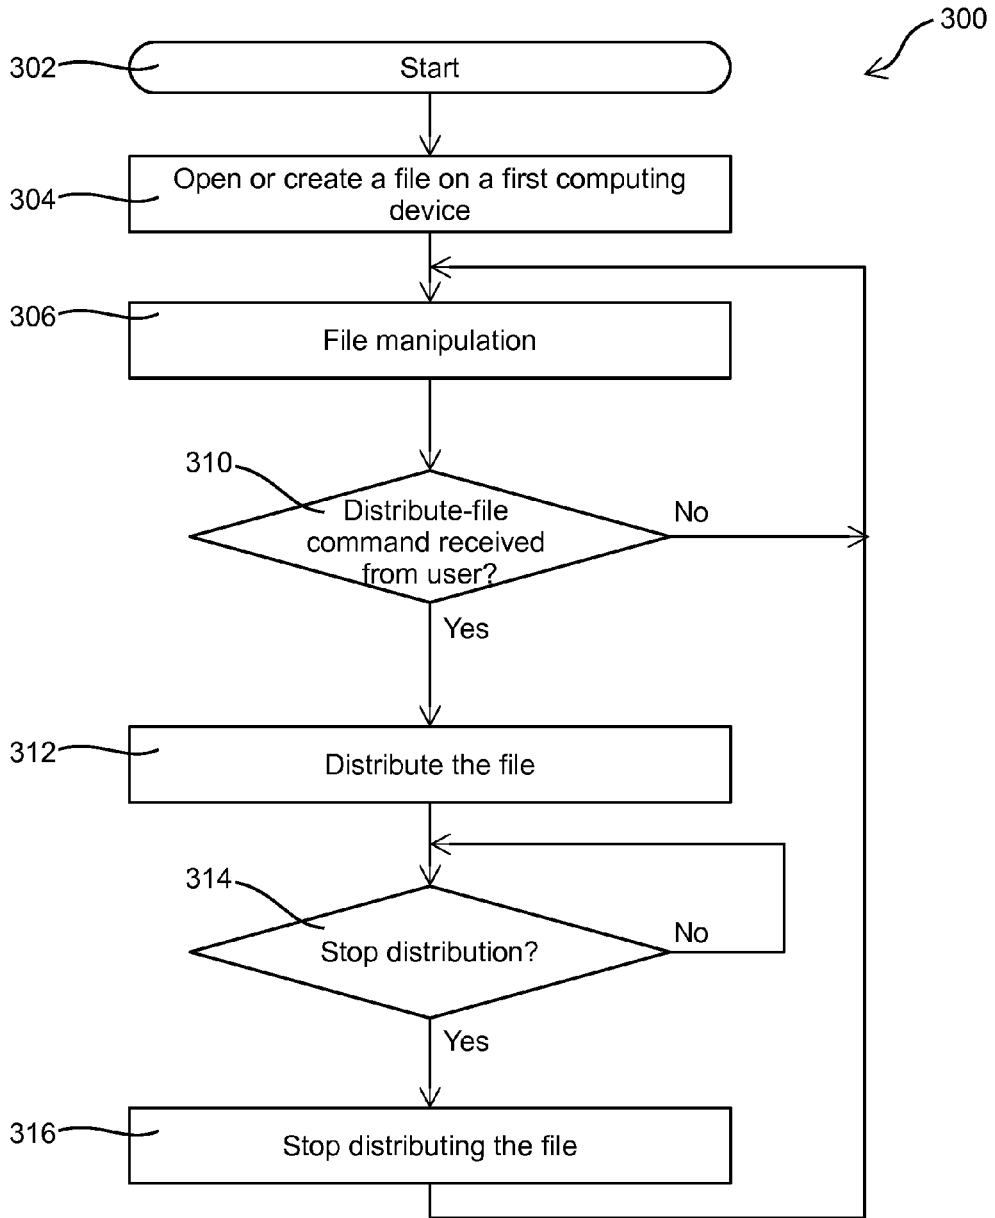 300
302
Start
304
Open or create a file on a first computing
device
306
File manipulation
310
Distribute-file
command received
from user?
No
Yes
312
Distribute the file
314
Stop distribution?
No
Yes
316
Stop distributing the file